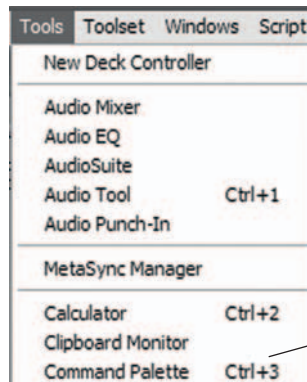 Tools Toolset Windows Script
New Deck Controller
Audio Mixer
Audio EQ
AudioSuite
Audio Tool Ctrl+1
Audio Punch-In
MetaSync Manager
Calculator Ctrl+2
Clipboard Monitor
Command Palette Ctrl+3